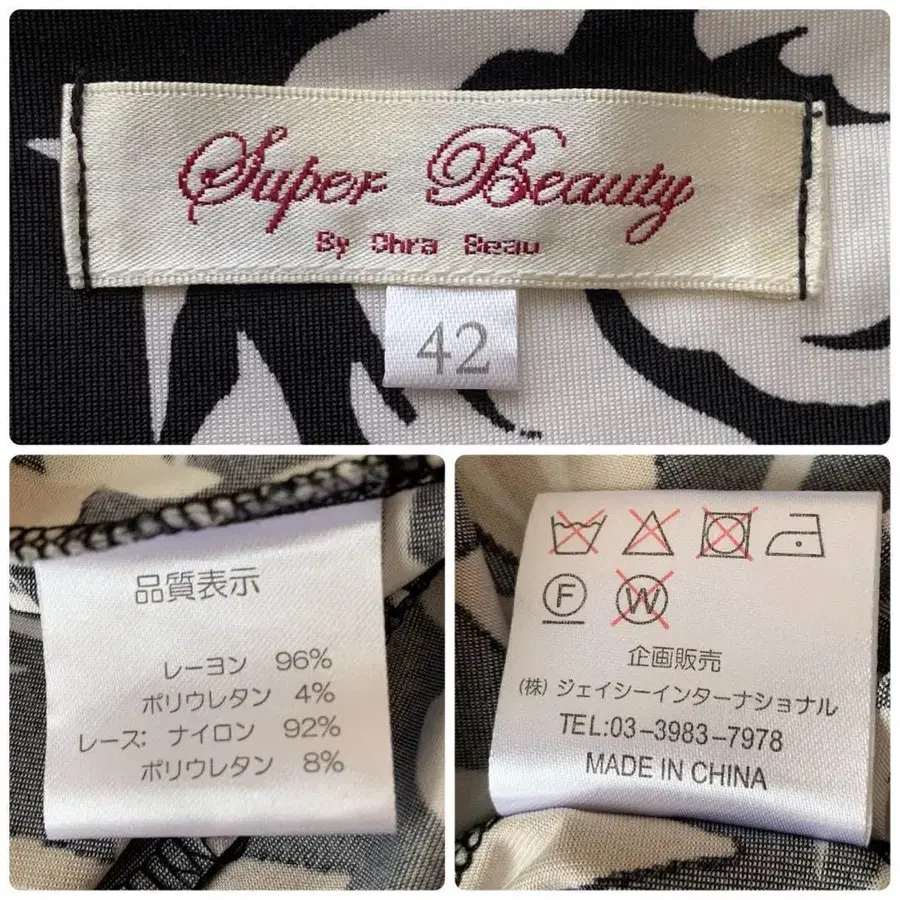 Super Beauty
By Ohra Beau
42
品質表示
レーヨン 96%
ポリウレタン 4%
レース: ナイロン 92%
ポリウレタン 8%
F
W
企画販売
(株) ジェイシーインターナショナル
TEL:03-3983-7978
MADE IN CHINA